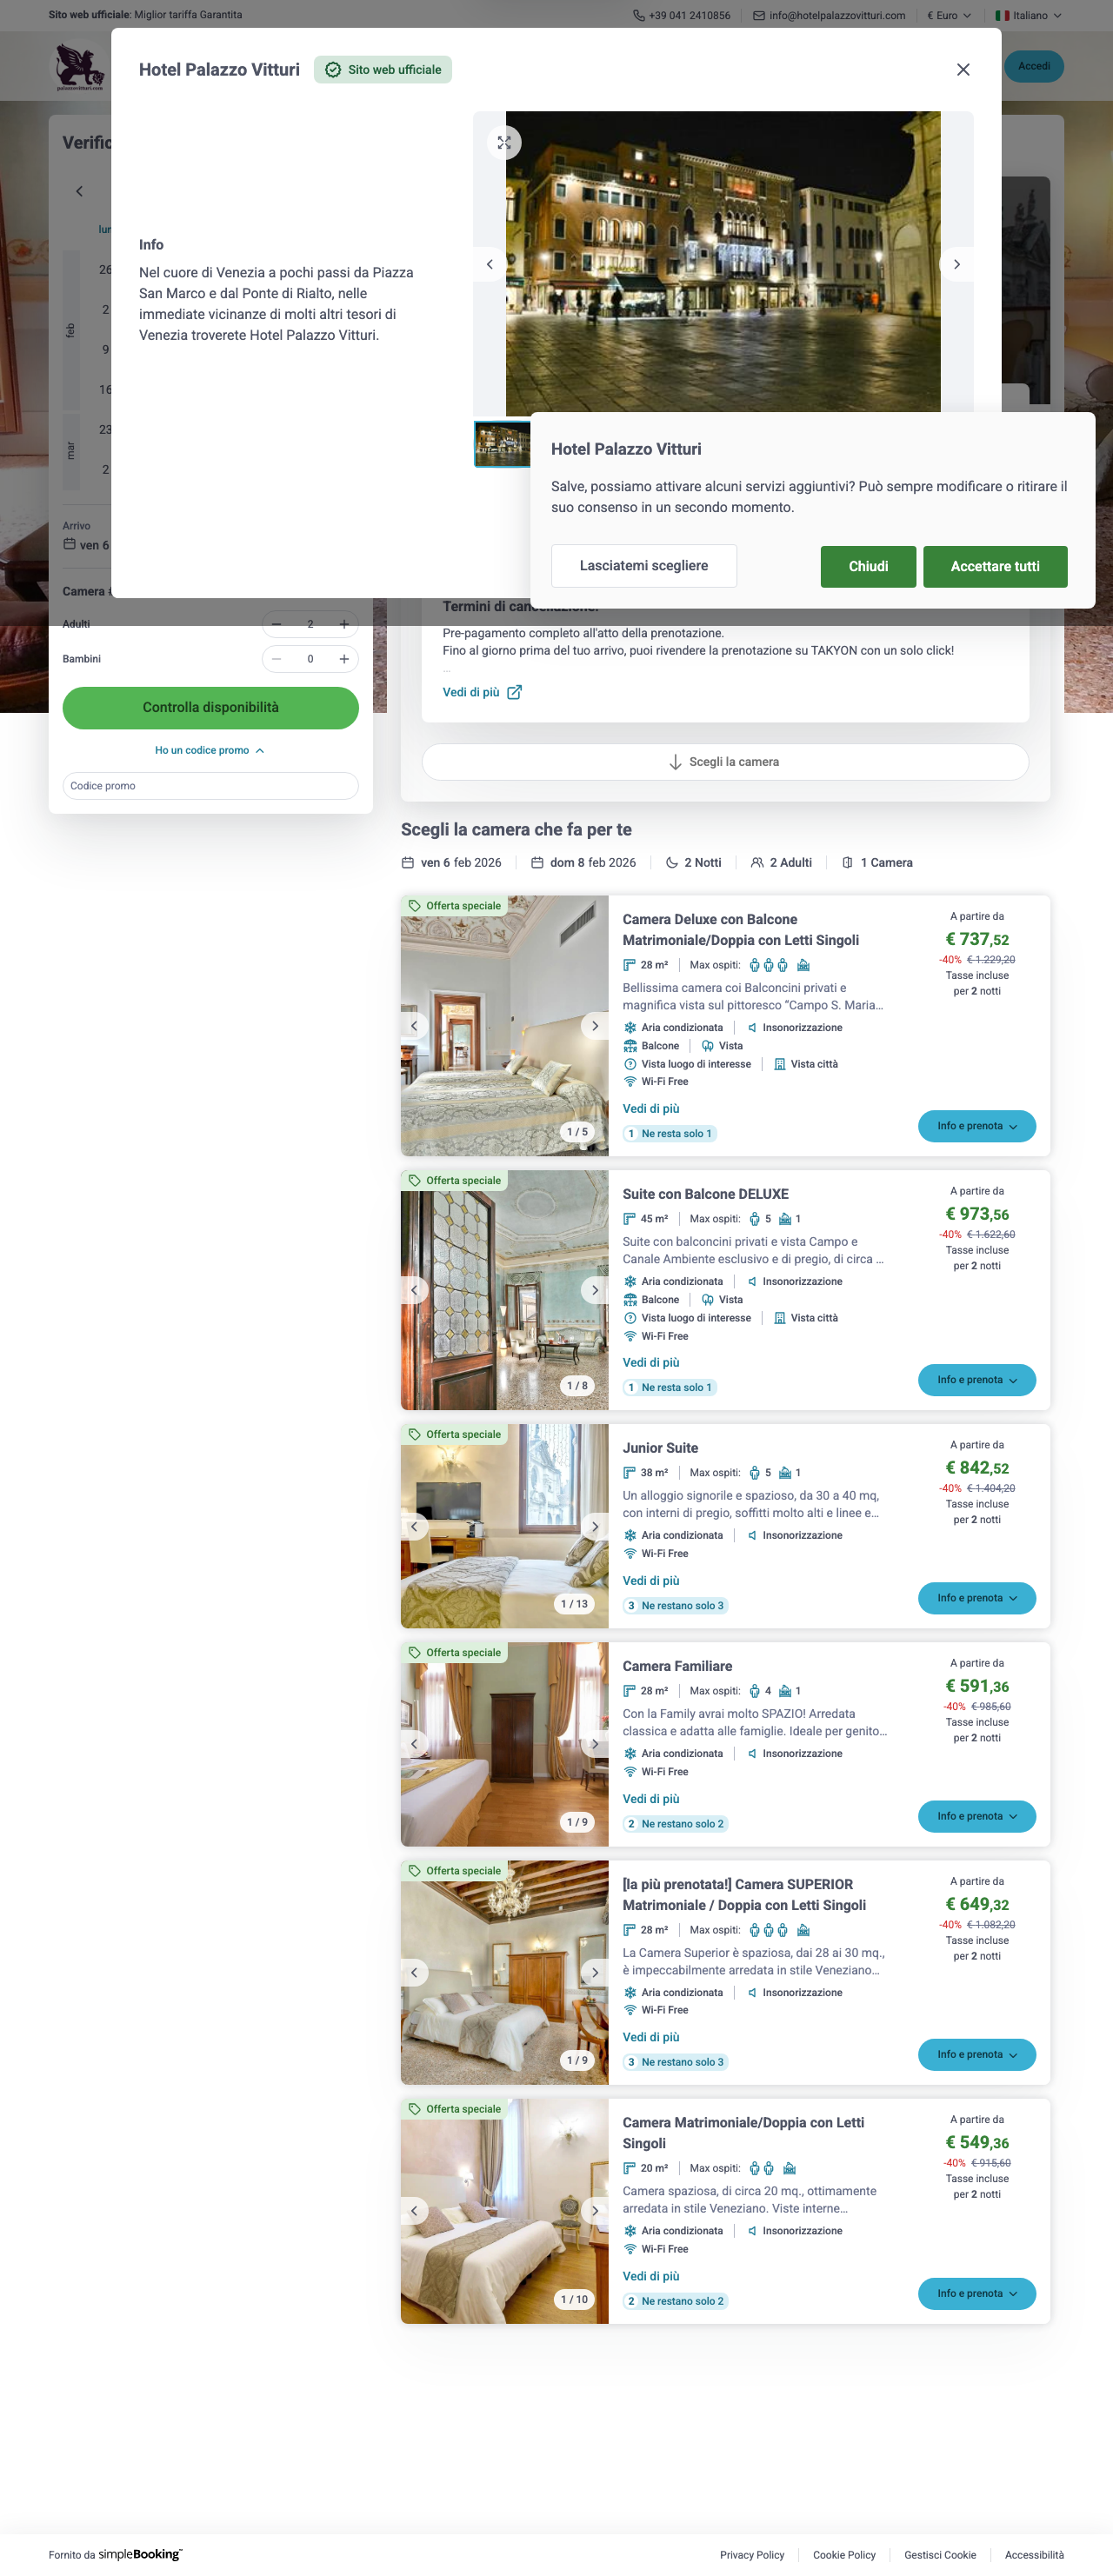 Sito web ufficiale: Miglior tariffa Garantita
+39 041 2410856
info@hotelpalazzovitturi.com
€ Euro
Italiano
palazzovitturi.com
Accedi
Hotel Palazzo Vitturi
Sito web ufficiale
Info
Nel cuore di Venezia a pochi passi da Piazza
San Marco e dal Ponte di Rialto, nelle
immediate vicinanze di molti altri tesori di
Venezia troverete Hotel Palazzo Vitturi.
Hotel Palazzo Vitturi
Salve, possiamo attivare alcuni servizi aggiuntivi? Può sempre modificare o ritirare il
suo consenso in un secondo momento.
Lasciatemi scegliere
Chiudi
Accettare tutti
Verific
lun
26
2
9
16
23
2
feb
mar
Arrivo
ven 6
Camera #
Adulti
2
Bambini
0
Controlla disponibilità
Ho un codice promo
Codice promo
Termini di cancellazione:
Pre-pagamento completo all'atto della prenotazione.
Fino al giorno prima del tuo arrivo, puoi rivendere la prenotazione su TAKYON con un solo click!
...
Vedi di più
Scegli la camera
Scegli la camera che fa per te
ven 6 feb 2026
dom 8 feb 2026
2 Notti
2 Adulti
1 Camera
Offerta speciale
1 / 5
Camera Deluxe con Balcone
Matrimoniale/Doppia con Letti Singoli
28 m² Max ospiti:
Bellissima camera coi Balconcini privati e
magnifica vista sul pittoresco “Campo S. Maria...
Aria condizionata Insonorizzazione
Balcone Vista
Vista luogo di interesse Vista città
Wi-Fi Free
Vedi di più
1 Ne resta solo 1
A partire da
€ 737,52
-40% € 1.229,20
Tasse incluse
per 2 notti
Info e prenota
Offerta speciale
1 / 8
Suite con Balcone DELUXE
45 m² Max ospiti: 5 1
Suite con balconcini privati e vista Campo e
Canale Ambiente esclusivo e di pregio, di circa ...
Aria condizionata Insonorizzazione
Balcone Vista
Vista luogo di interesse Vista città
Wi-Fi Free
Vedi di più
1 Ne resta solo 1
A partire da
€ 973,56
-40% € 1.622,60
Tasse incluse
per 2 notti
Info e prenota
Offerta speciale
1 / 13
Junior Suite
38 m² Max ospiti: 5 1
Un alloggio signorile e spazioso, da 30 a 40 mq,
con interni di pregio, soffitti molto alti e linee e...
Aria condizionata Insonorizzazione
Wi-Fi Free
Vedi di più
3 Ne restano solo 3
A partire da
€ 842,52
-40% € 1.404,20
Tasse incluse
per 2 notti
Info e prenota
Offerta speciale
1 / 9
Camera Familiare
28 m² Max ospiti: 4 1
Con la Family avrai molto SPAZIO! Arredata
classica e adatta alle famiglie. Ideale per genito...
Aria condizionata Insonorizzazione
Wi-Fi Free
Vedi di più
2 Ne restano solo 2
A partire da
€ 591,36
-40% € 985,60
Tasse incluse
per 2 notti
Info e prenota
Offerta speciale
1 / 9
[la più prenotata!] Camera SUPERIOR
Matrimoniale / Doppia con Letti Singoli
28 m² Max ospiti:
La Camera Superior è spaziosa, dai 28 ai 30 mq.,
è impeccabilmente arredata in stile Veneziano...
Aria condizionata Insonorizzazione
Wi-Fi Free
Vedi di più
3 Ne restano solo 3
A partire da
€ 649,32
-40% € 1.082,20
Tasse incluse
per 2 notti
Info e prenota
Offerta speciale
1 / 10
Camera Matrimoniale/Doppia con Letti
Singoli
20 m² Max ospiti:
Camera spaziosa, di circa 20 mq., ottimamente
arredata in stile Veneziano. Viste interne...
Aria condizionata Insonorizzazione
Wi-Fi Free
Vedi di più
2 Ne restano solo 2
A partire da
€ 549,36
-40% € 915,60
Tasse incluse
per 2 notti
Info e prenota
Fornito da simpleBooking™
Privacy Policy
Cookie Policy
Gestisci Cookie
Accessibilità